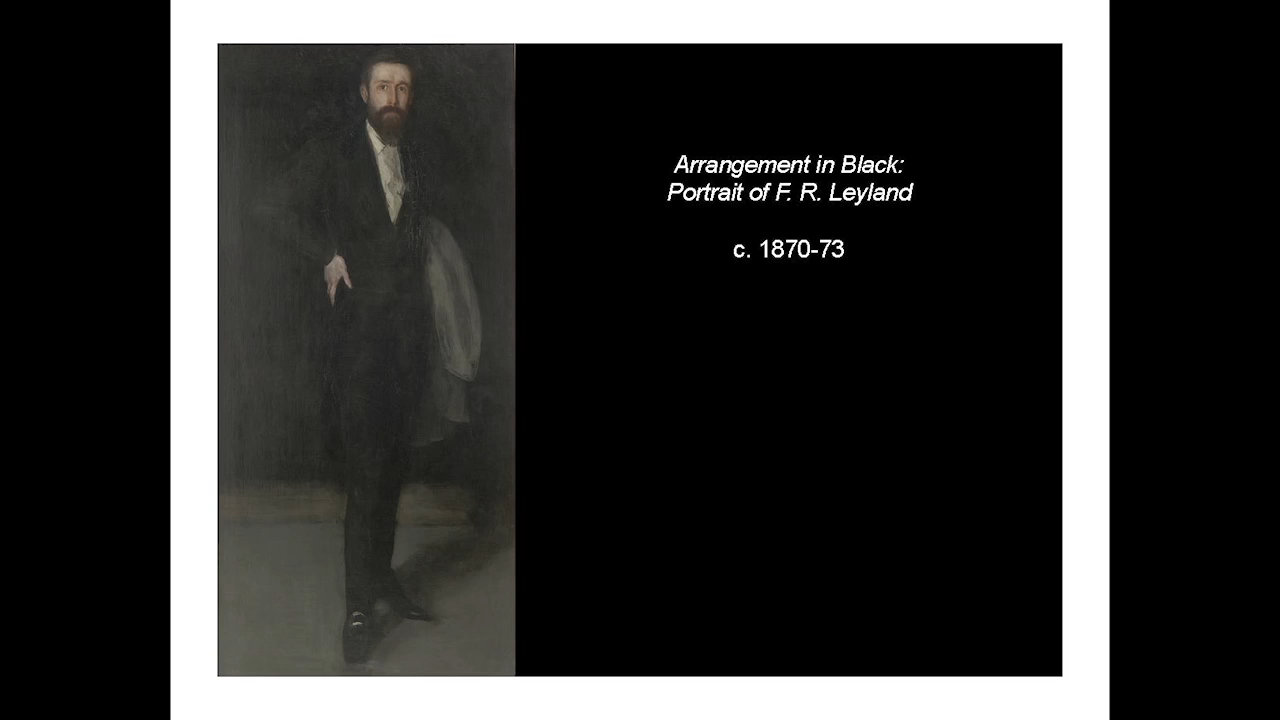 Arrangement in Black:
Portrait of F. R. Leyland
c. 1870-73